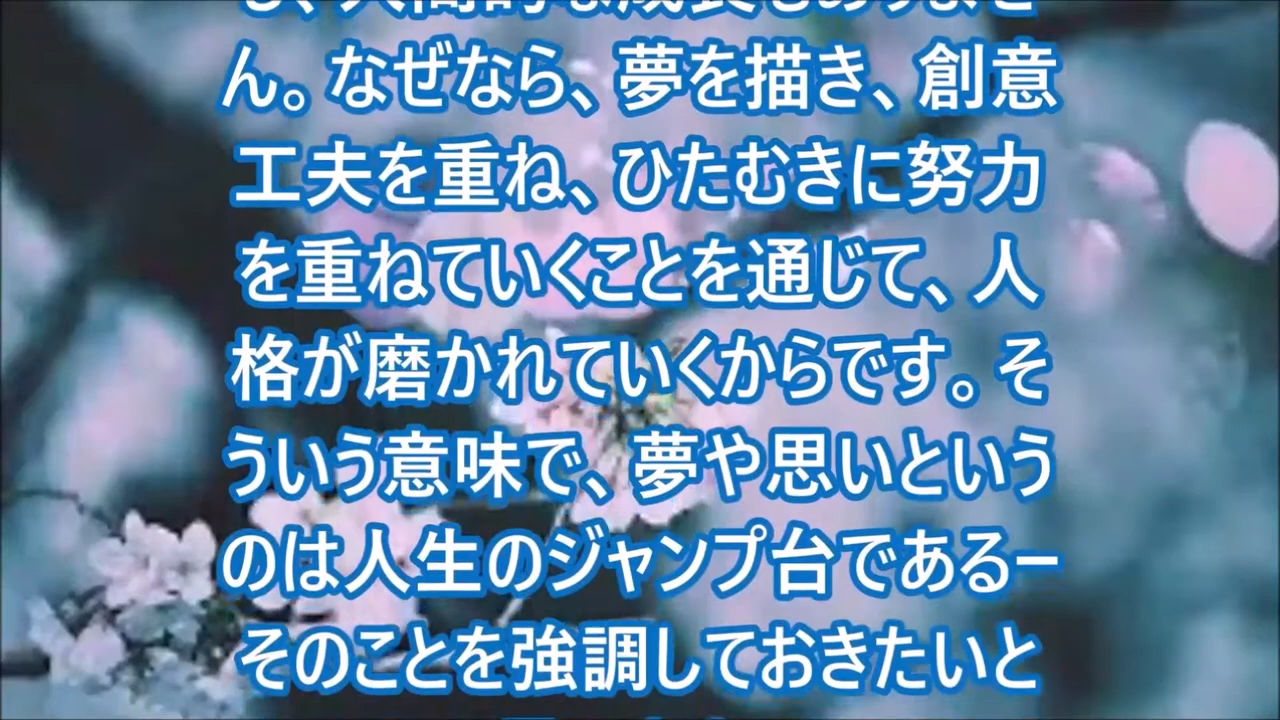 ん。なぜなら、夢を描き、創意
工夫を重ね、ひたむきに努力
を重ねていくことを通じて、人
格が磨かれていくからです。そ
ういう意味で、夢や思いという
のは人生のジャンプ台であるー
そのことを強調しておきたいと